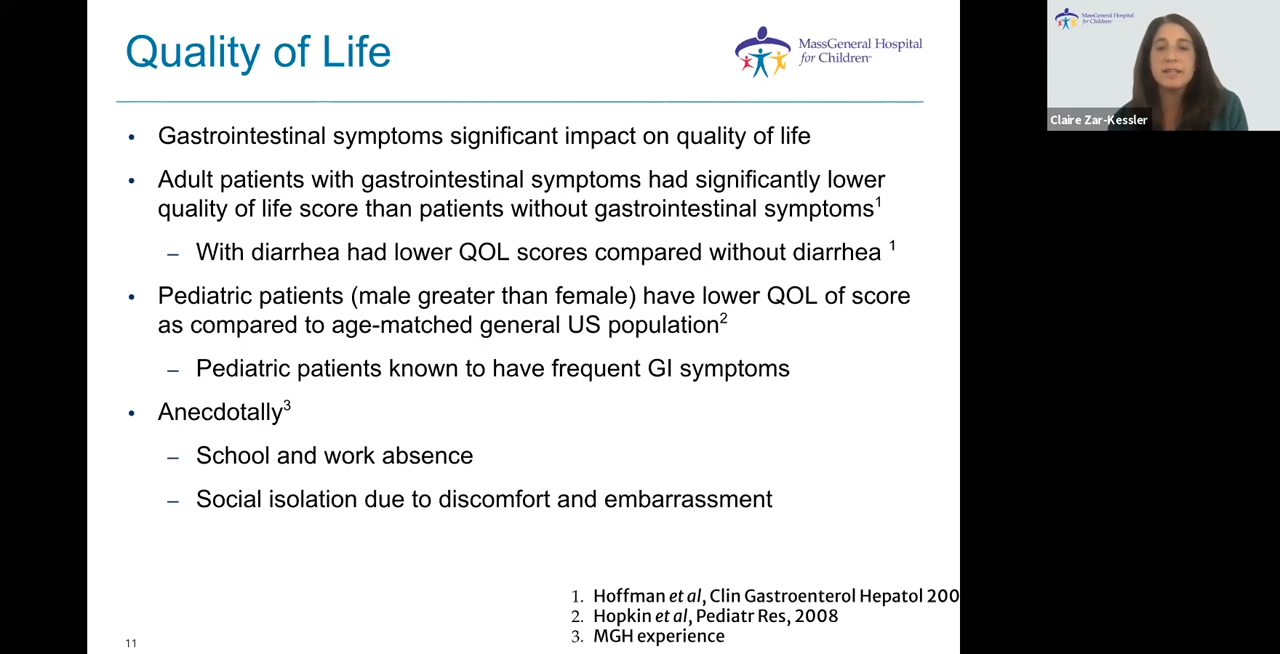 Quality of Life
MassGeneral Hospital
for Children™
• Gastrointestinal symptoms significant impact on quality of life
• Adult patients with gastrointestinal symptoms had significantly lower
quality of life score than patients without gastrointestinal symptoms1
– With diarrhea had lower QOL scores compared without diarrhea 1
• Pediatric patients (male greater than female) have lower QOL of score
as compared to age-matched general US population2
– Pediatric patients known to have frequent GI symptoms
• Anecdotally3
– School and work absence
– Social isolation due to discomfort and embarrassment
1. Hoffman et al, Clin Gastroenterol Hepatol 200
2. Hopkin et al, Pediatr Res, 2008
3. MGH experience
11
MassGeneral Hospital
for Children
Claire Zar-Kessler